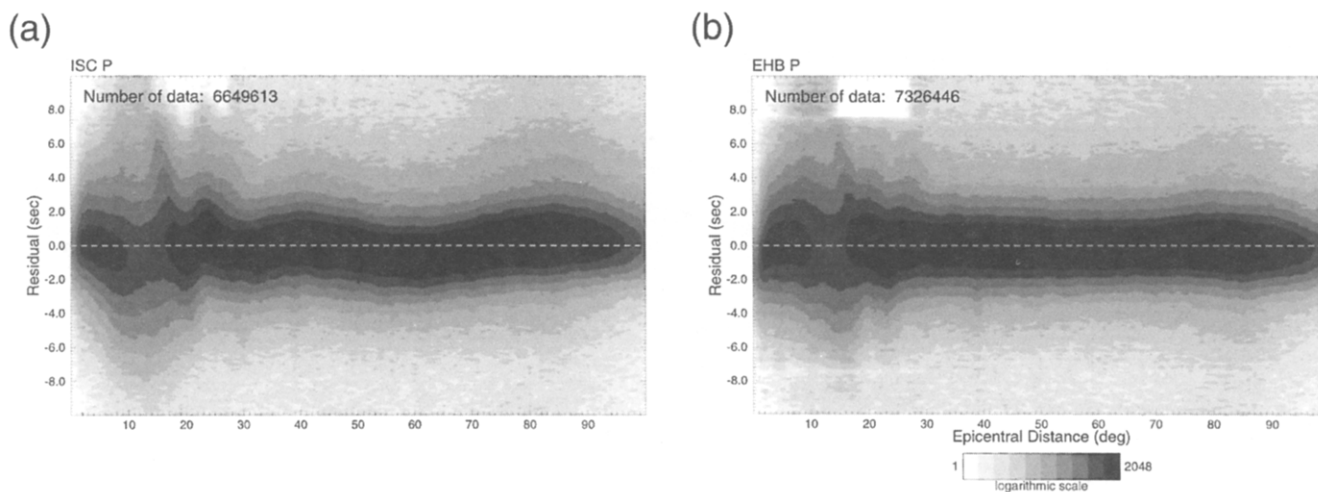 (a)
ISC P
Number of data: 6649613
8.0
6.0
4.0
2.0
0.0
-2.0
-4.0
-6.0
-8.0
Residual (sec)
10 20 30 40 50 60 70 80 90
(b)
EHB P
Number of data: 7326446
8.0
6.0
4.0
2.0
0.0
-2.0
-4.0
-6.0
-8.0
Residual (sec)
10 20 30 40 50 60 70 80 90
Epicentral Distance (deg)
1 2048
logarithmic scale